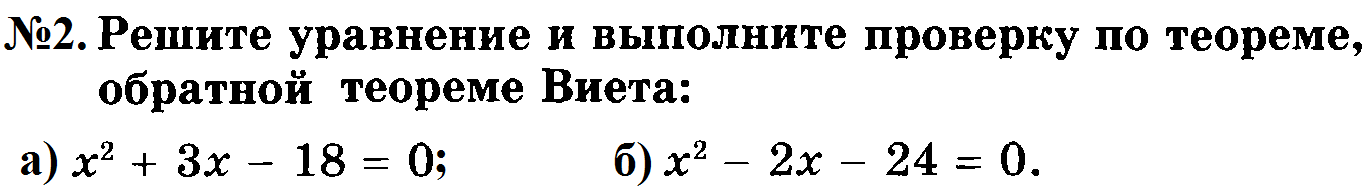 №2. Решите уравнение и выполните проверку по теореме,
обратной теореме Виета:
а) x² + 3x − 18 = 0; б) x² − 2x − 24 = 0.